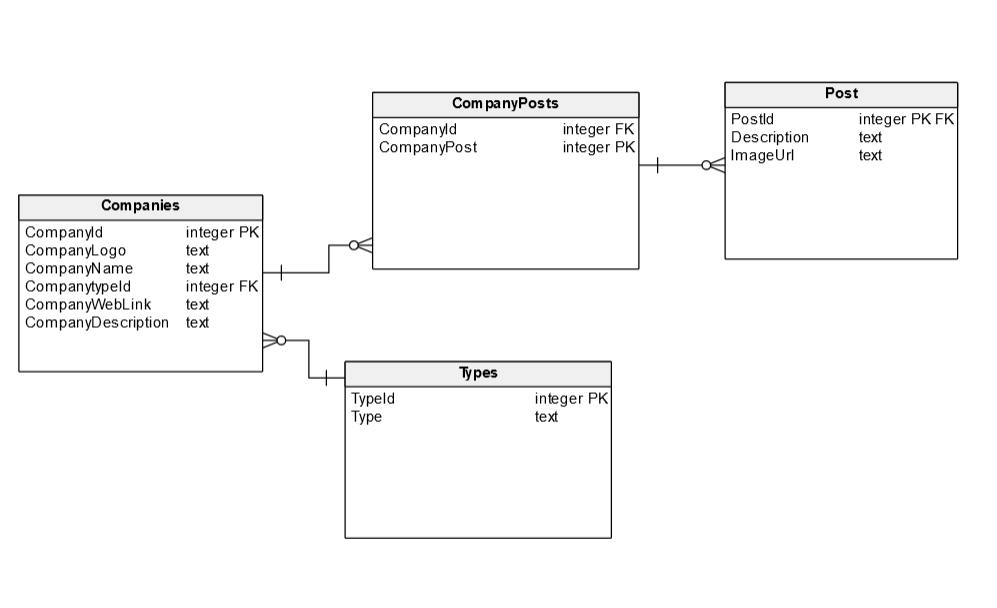 CompanyPosts
CompanyId integer FK
CompanyPost integer PK
Post
PostId integer PK FK
Description text
ImageUrl text
Companies
CompanyId integer PK
CompanyLogo text
CompanyName text
CompanytypeId integer FK
CompanyWebLink text
CompanyDescription text
Types
TypeId integer PK
Type text